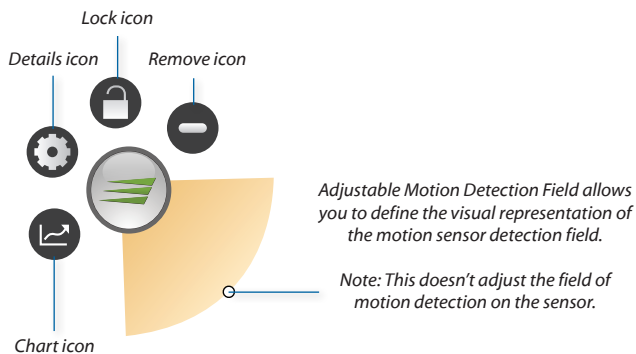 Lock icon
Details icon
Remove icon
Adjustable Motion Detection Field allows
you to define the visual representation of
the motion sensor detection field.
Note: This doesn't adjust the field of
motion detection on the sensor.
Chart icon